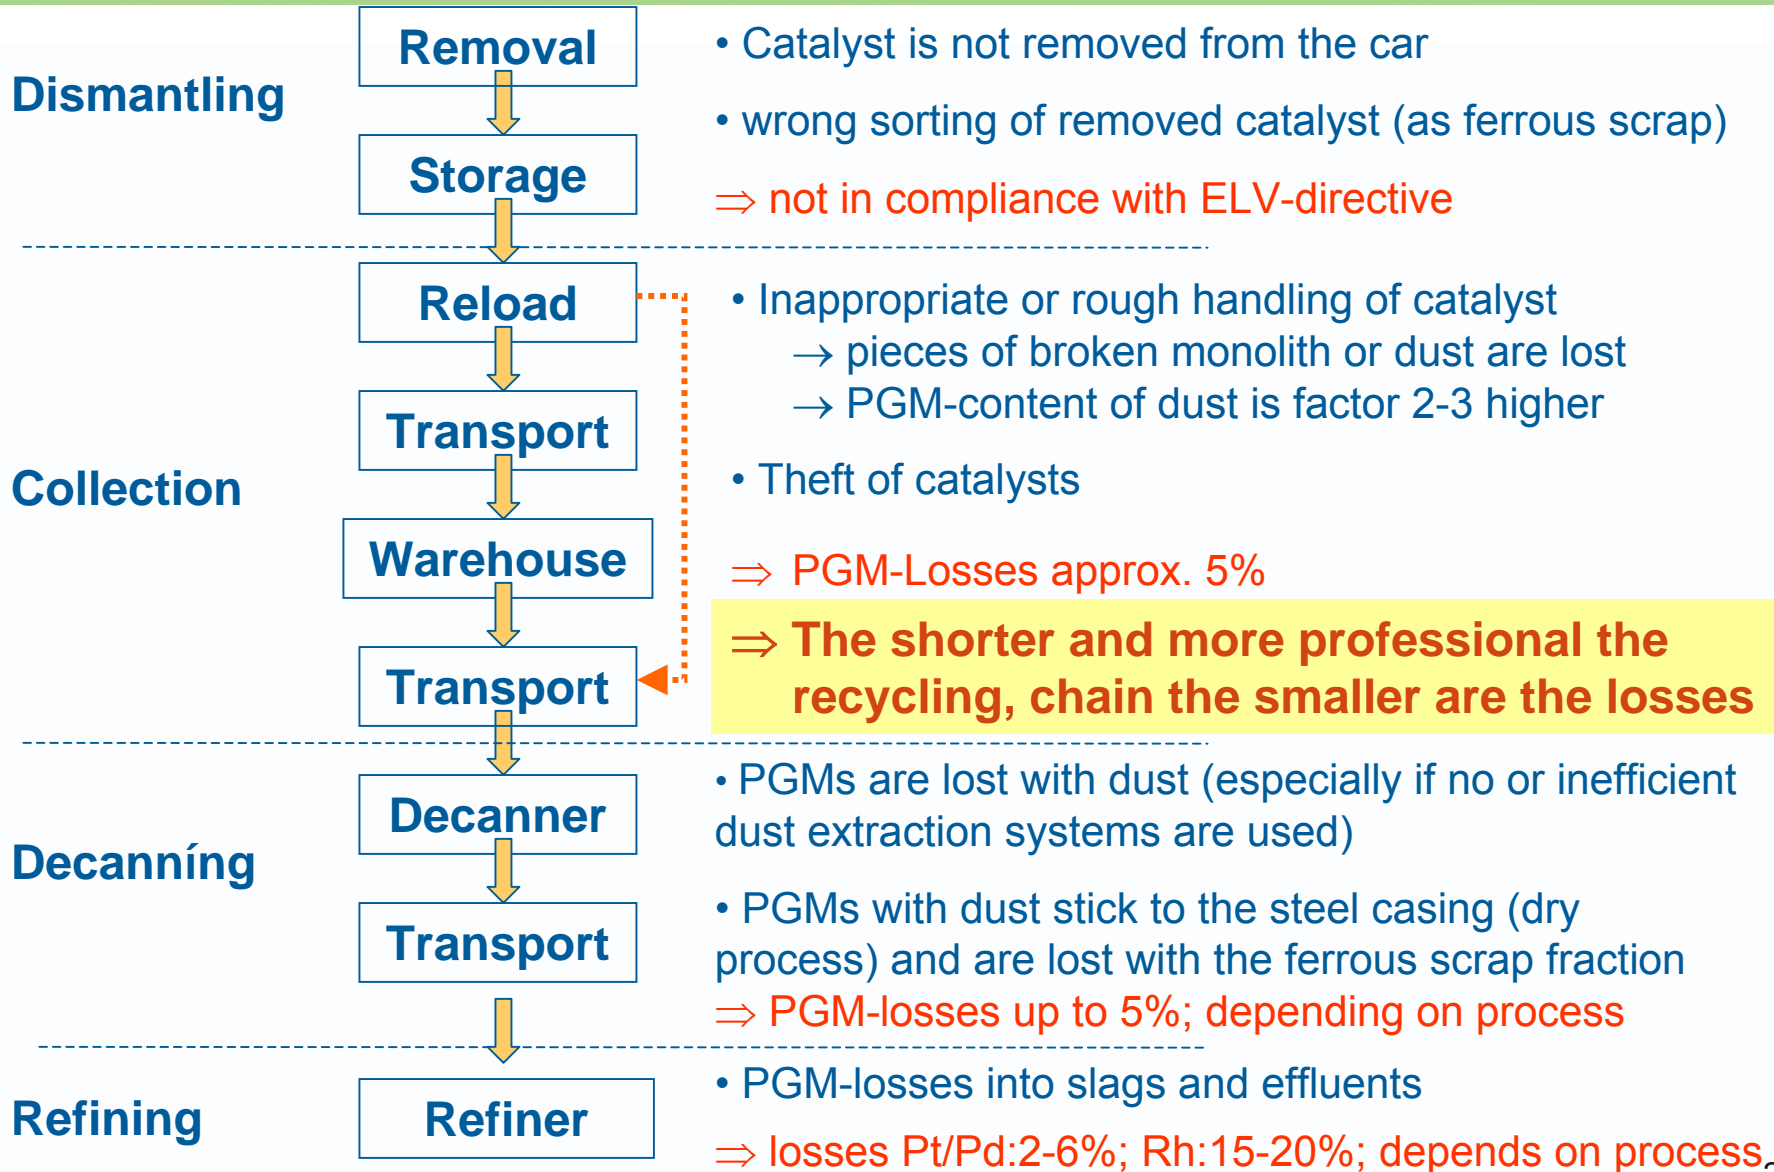 Dismantling
Removal
Storage
• Catalyst is not removed from the car
• wrong sorting of removed catalyst (as ferrous scrap)
⇒ not in compliance with ELV-directive
Collection
Reload
Transport
Warehouse
Transport
• Inappropriate or rough handling of catalyst
→ pieces of broken monolith or dust are lost
→ PGM-content of dust is factor 2-3 higher
• Theft of catalysts
⇒ PGM-Losses approx. 5%
⇒ The shorter and more professional the
recycling, chain the smaller are the losses
Decanníng
Decanner
Transport
• PGMs are lost with dust (especially if no or inefficient
dust extraction systems are used)
• PGMs with dust stick to the steel casing (dry
process) and are lost with the ferrous scrap fraction
⇒ PGM-losses up to 5%; depending on process
Refining
Refiner
• PGM-losses into slags and effluents
⇒ losses Pt/Pd:2-6%; Rh:15-20%; depends on process